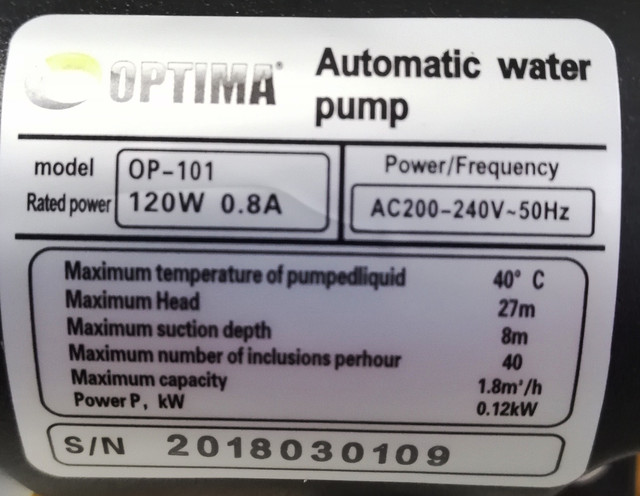 OPTIMA®
Automatic water
pump
model OP-101
Rated power 120W 0.8A
Power/Frequency
AC200-240V~50Hz
Maximum temperature of pumpedliquid 40° C
Maximum Head 27m
Maximum suction depth 8m
Maximum number of inclusions perhour 40
Maximum capacity 1.8m³/h
Power P, kW 0.12kW
S/N 2018030109